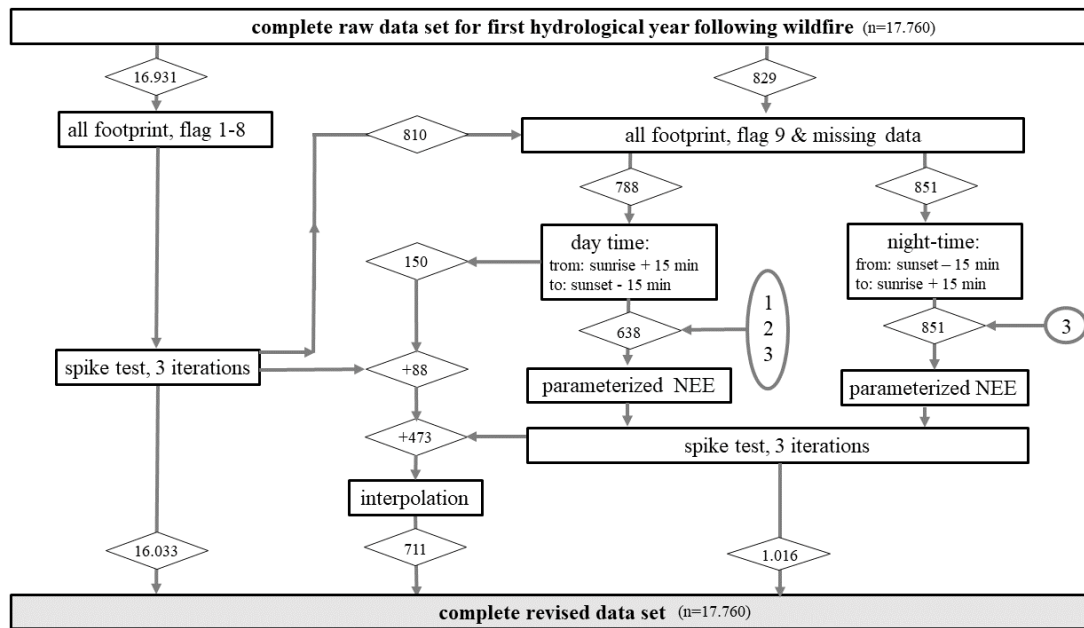 complete raw data set for first hydrological year following wildfire (n=17.760)
16.931
829
all footprint, flag 1-8
810
all footprint, flag 9 & missing data
788
851
day time:
trom: sunrise + 15 min
to: sunset - 15 min
night-time:
from: sunset – 15 min
to: sunrise + 15 min
150
1
2
3
638
851
3
spike test, 3 iterations
+88
parameterized NEE
parameterized NEE
+473
spike test, 3 iterations
interpolation
16.033
711
1.016
complete revised data set (n=17.760)